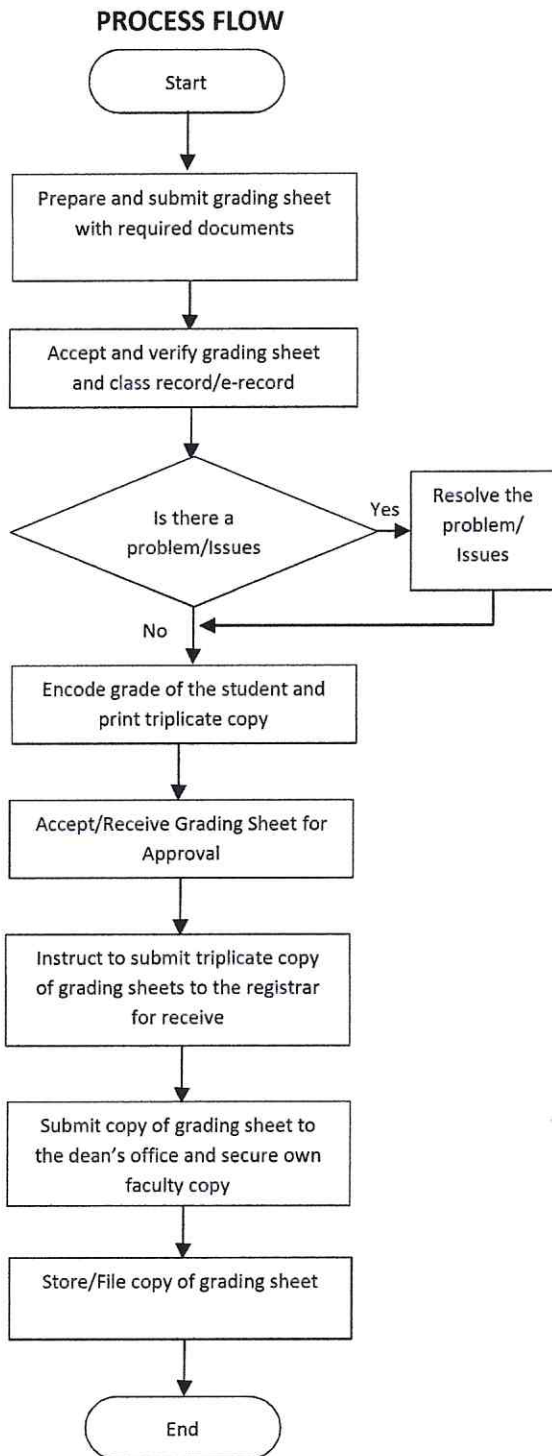 PROCESS FLOW
Start
Prepare and submit grading sheet
with required documents
Accept and verify grading sheet
and class record/e-record
Is there a
problem/Issues
Yes
Resolve the
problem/
Issues
No
Encode grade of the student and
print triplicate copy
Accept/Receive Grading Sheet for
Approval
Instruct to submit triplicate copy
of grading sheets to the registrar
for receive
Submit copy of grading sheet to
the dean's office and secure own
faculty copy
Store/File copy of grading sheet
End